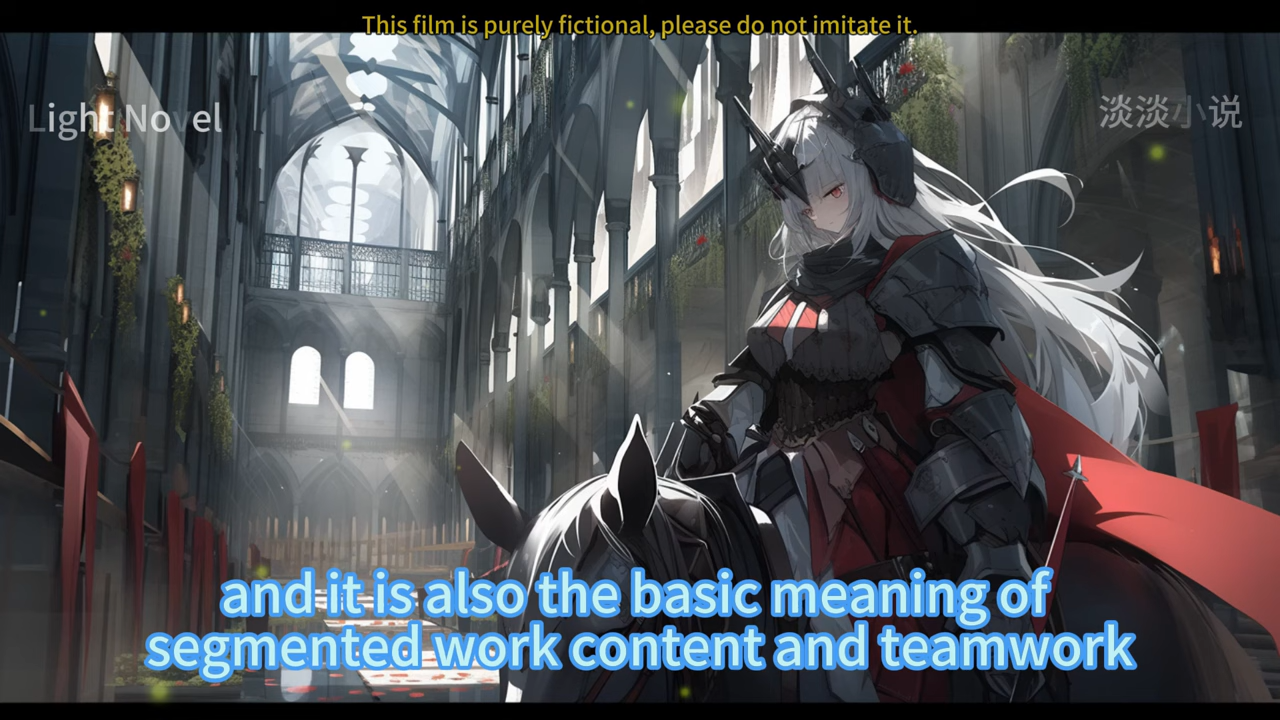 This film is purely fictional, please do not imitate it.
Light Novel
淡淡小说
and it is also the basic meaning of
segmented work content and teamwork